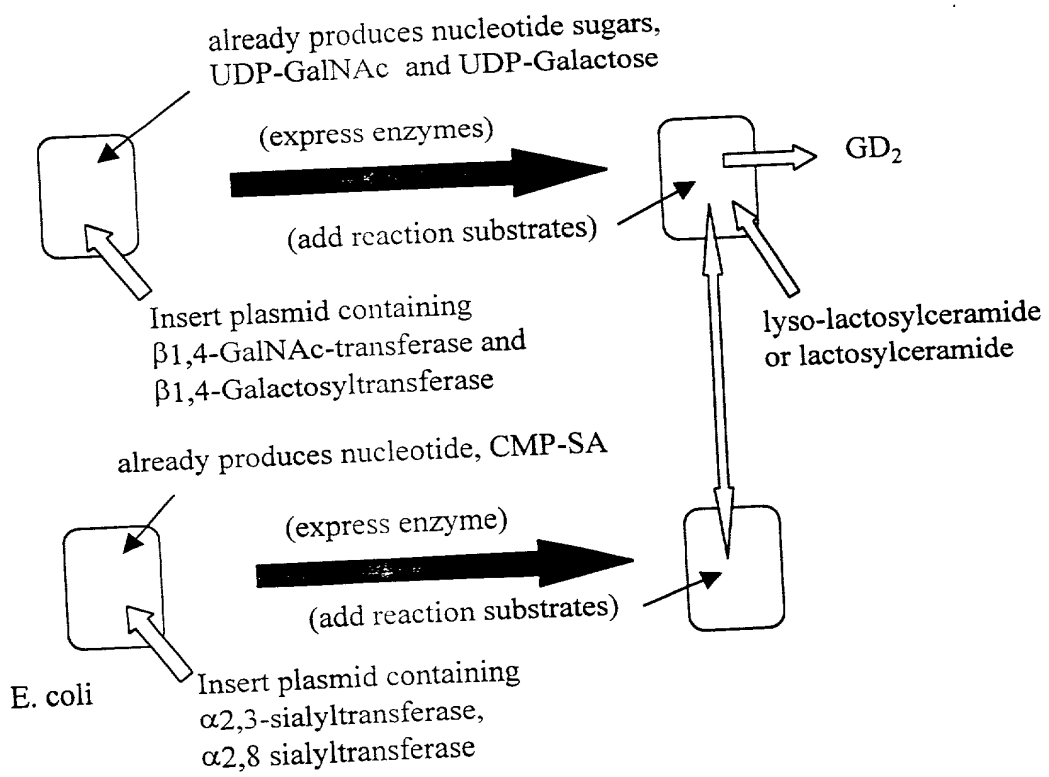 already produces nucleotide sugars,
UDP-GalNAc and UDP-Galactose
(express enzymes)
GD₂
(add reaction substrates)
Insert plasmid containing
β1,4-GalNAc-transferase and
β1,4-Galactosyltransferase
lyso-lactosylceramide
or lactosylceramide
already produces nucleotide, CMP-SA
(express enzyme)
(add reaction substrates)
E. coli
Insert plasmid containing
α2,3-sialyltransferase,
α2,8 sialyltransferase